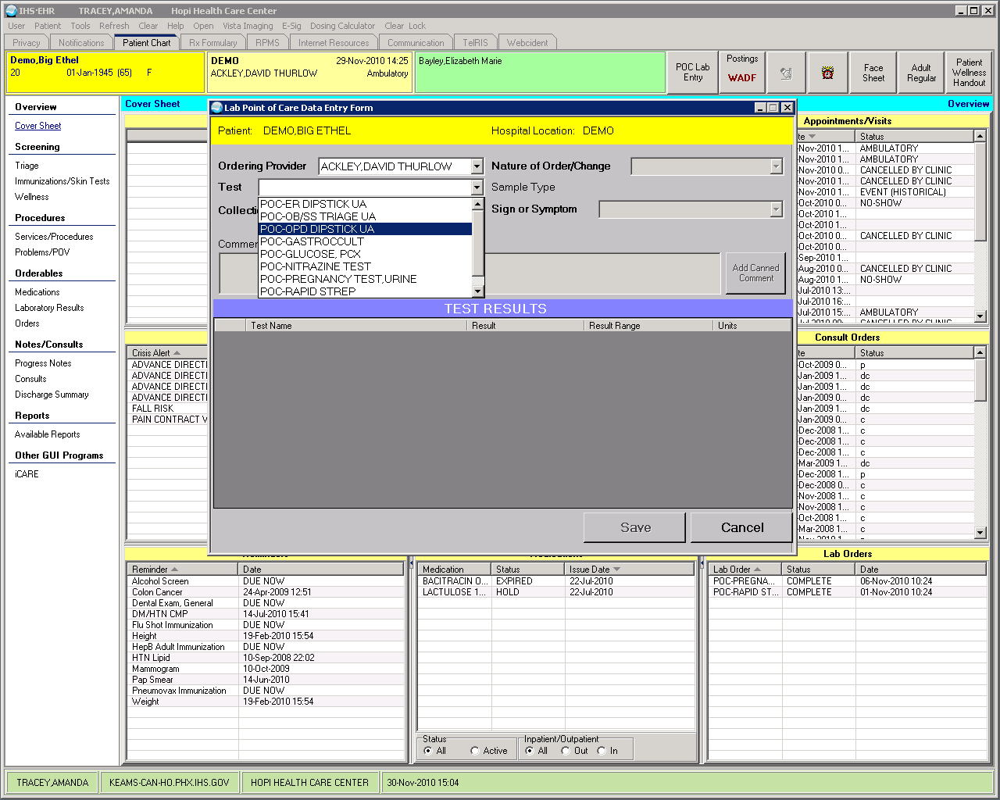 IHS-EHR TRACEY,AMANDA Hopi Health Care Center
User Patient Tools Refresh Clear Help Open Vista Imaging E-Sig Dosing Calculator Clear Lock
Privacy Notifications Patient Chart Rx Formulary RPMS Internet Resources Communication TelRIS Webcident
Demo,Big Ethel
20 01-Jan-1945 (65) F
DEMO 29-Nov-2010 14:25
ACKLEY,DAVID THURLOW Ambulatory
Bayley,Elizabeth Marie
POC Lab
Entry
Postings
WADF
Face
Sheet
Adult
Regular
Patient
Wellness
Handout
Overview
Cover Sheet
Screening
Triage
Immunizations/Skin Tests
Wellness
Procedures
Services/Procedures
Problems/POV
Orderables
Medications
Laboratory Results
Orders
Notes/Consults
Progress Notes
Consults
Discharge Summary
Reports
Available Reports
Other GUI Programs
iCARE
Cover Sheet Overview
Lab Point of Care Data Entry Form
Patient: DEMO,BIG ETHEL Hospital Location: DEMO
Ordering Provider ACKLEY,DAVID THURLOW Nature of Order/Change
Test Sample Type
Collecti Sign or Symptom
POC-ER DIPSTICK UA
POC-OB/SS TRIAGE UA
POC-OPD DIPSTICK UA
POC-GASTROCCULT
POC-GLUCOSE, PCX
POC-NITRAZINE TEST
POC-PREGNANCY TEST,URINE
POC-RAPID STREP
Commen
Add Canned
Comment
TEST RESULTS
Test Name Result Result Range Units
Save Cancel
Appointments/Visits
te Status
-Nov-2010 1... AMBULATORY
-Nov-2010 1... AMBULATORY
-Nov-2010 0... CANCELLED BY CLINIC
-Nov-2010 0... CANCELLED BY CLINIC
-Nov-2010 1... EVENT (HISTORICAL)
-Oct-2010 0... NO-SHOW
-Oct-2010 1...
-Oct-2010 1...
-Oct-2010 0... CANCELLED BY CLINIC
-Oct-2010 0...
-Sep-2010 1...
-Aug-2010 0... CANCELLED BY CLINIC
-Aug-2010 1... NO-SHOW
-Jul-2010 13:...
-Jul-2010 16:...
-Jul-2010 15:... AMBULATORY
CANCELLED BY CLINIC
Crisis Alert
ADVANCE DIRECTI
ADVANCE DIRECTI
ADVANCE DIRECTI
ADVANCE DIRECTI
FALL RISK
PAIN CONTRACT V
Consult Orders
te Status
-Oct-2009 0... p
-Jan-2009 1... dc
-Jan-2009 0... dc
-Jan-2009 0... dc
-Jan-2009 0... dc
-Jan-2009 0... c
-Dec-2008 1... c
-Dec-2008 1... c
-Dec-2008 1... c
-Mar-2009 1... dc
-Dec-2008 1... p
-Dec-2008 0... c
-Nov-2008 1... c
-Nov-2008 1... c
-Oct-2008 1... c
-Mar-2008 1... c
Reminders
Reminder Date
Alcohol Screen DUE NOW
Colon Cancer 24-Apr-2009 12:51
Dental Exam, General DUE NOW
DM/HTN CMP 14-Jul-2010 15:41
Flu Shot Immunization DUE NOW
Height 19-Feb-2010 15:54
HepB Adult Immunization DUE NOW
HTN Lipid 10-Sep-2008 22:02
Mammogram 10-Oct-2009
Pap Smear 14-Jun-2010
Pneumovax Immunization DUE NOW
Weight 19-Feb-2010 15:54
Medications
Medication Status Issue Date
BACITRACIN O... EXPIRED 22-Jul-2010
LACTULOSE 1... HOLD 22-Jul-2010
Status
All Active
Inpatient/Outpatient
All Out In
Lab Orders
Lab Order Status Date
POC-PREGNA... COMPLETE 06-Nov-2010 10:24
POC-RAPID ST... COMPLETE 01-Nov-2010 10:24
TRACEY,AMANDA KEAMS-CAN-HO.PHX.IHS.GOV HOPI HEALTH CARE CENTER 30-Nov-2010 15:04